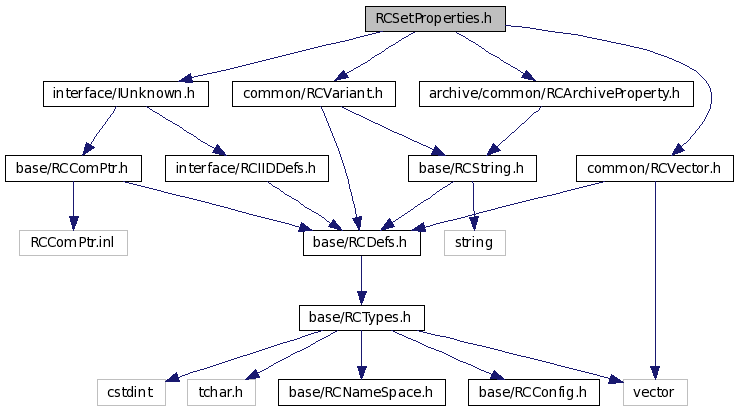 RCSetProperties.h
interface/IUnknown.h
common/RCVariant.h
archive/common/RCArchiveProperty.h
base/RCComPtr.h
interface/RCIIDDefs.h
base/RCString.h
common/RCVector.h
RCComPtr.inl
base/RCDefs.h
string
base/RCTypes.h
cstdint
tchar.h
base/RCNameSpace.h
base/RCConfig.h
vector